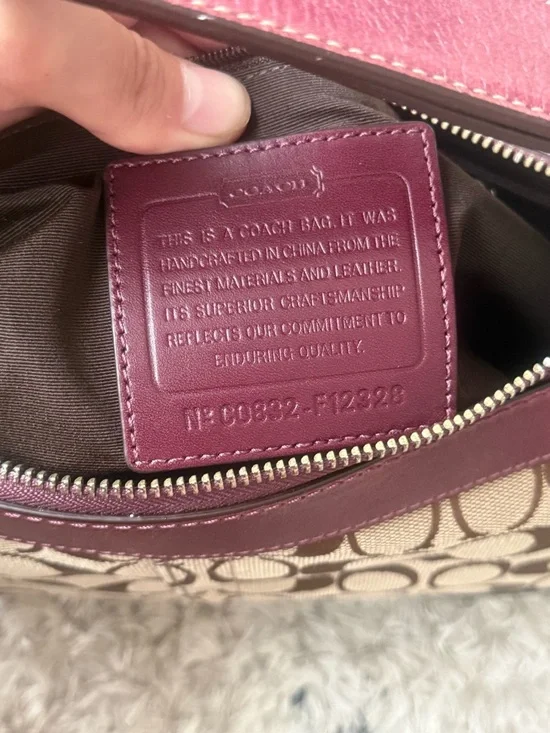 COACH
THIS IS A COACH BAG. IT WAS
HANDCRAFTED IN CHINA FROM THE
FINEST MATERIALS AND LEATHER.
ITS SUPERIOR CRAFTSMANSHIP
REFLECTS OUR COMMITMENT TO
ENDURING QUALITY.
Nº C0832-F12328